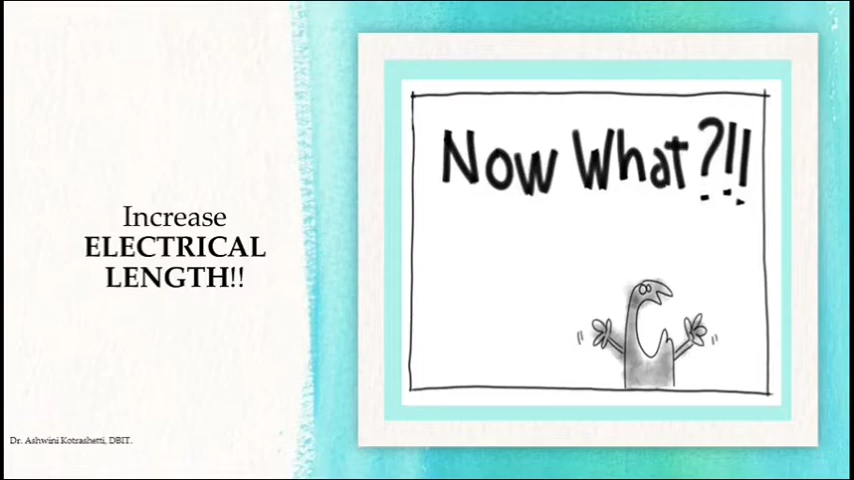 Increase
ELECTRICAL
LENGTH!!
Now What?!!
Dr. Ashwini Kotrashetti, DBIT.